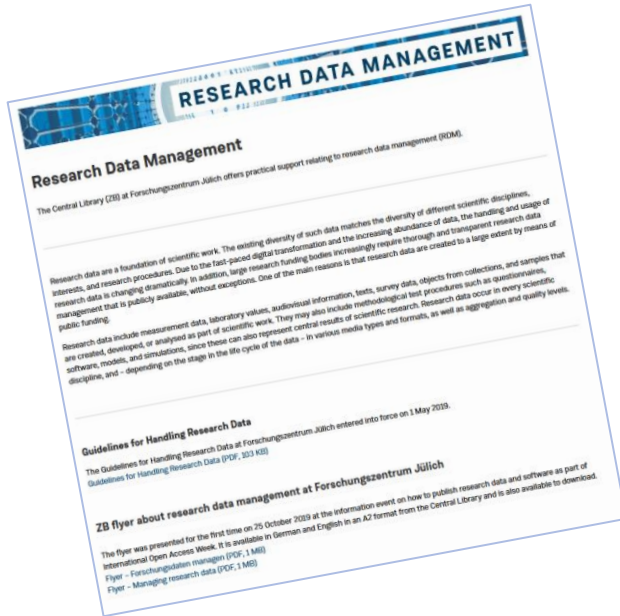 RESEARCH DATA MANAGEMENT
Research Data Management
The Central Library (ZB) at Forschungszentrum Jülich offers practical support relating to research data management (RDM).
Research data are a foundation of scientific work. The existing diversity of such data matches the diversity of different scientific disciplines,
interests, and research procedures. Due to the fast-paced digital transformation and the increasing abundance of data, the handling and usage of
research data is changing dramatically. In addition, large research funding bodies increasingly require thorough and transparent research data
management that is publicly available, without exceptions. One of the main reasons is that research data are created to a large extent by means of
public funding.
Research data include measurement data, laboratory values, audiovisual information, texts, survey data, objects from collections, and samples that
are created, developed, or analysed as part of scientific work. They may also include methodological test procedures such as questionnaires,
software, models, and simulations, since these can also represent central results of scientific research. Research data occur in every scientific
discipline, and – depending on the stage in the life cycle of the data – in various media types and formats, as well as aggregation and quality levels.
Guidelines for Handling Research Data
The Guidelines for Handling Research Data at Forschungszentrum Jülich entered into force on 1 May 2019.
Guidelines for Handling Research Data (PDF, 103 KB)
ZB flyer about research data management at Forschungszentrum Jülich
The flyer was presented for the first time on 25 October 2019 at the information event on how to publish research data and software as part of
International Open Access Week. It is available in German and English in an A2 format from the Central Library and is also available to download.
Flyer – Forschungsdaten managen (PDF, 1 MB)
Flyer – Managing research data (PDF, 1 MB)